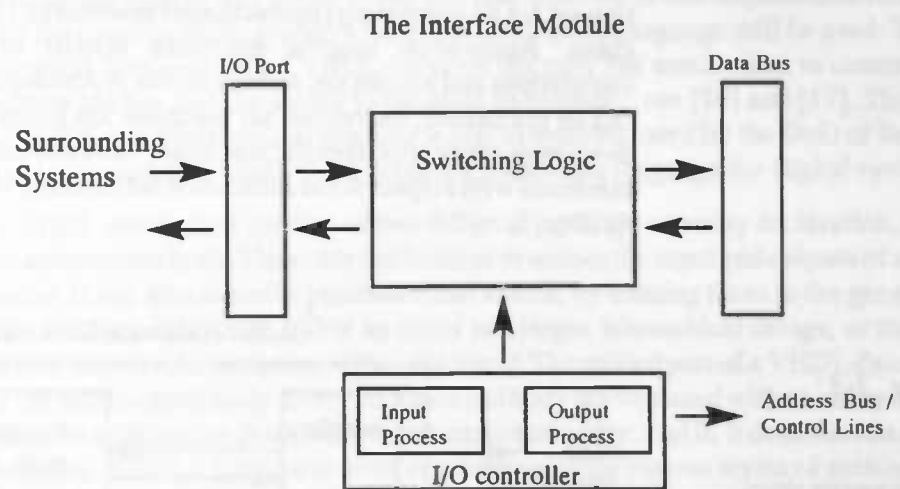 The Interface Module
I/O Port
Data Bus
Surrounding
Systems
Switching Logic
Input
Process
Output
Process
I/O controller
Address Bus /
Control Lines